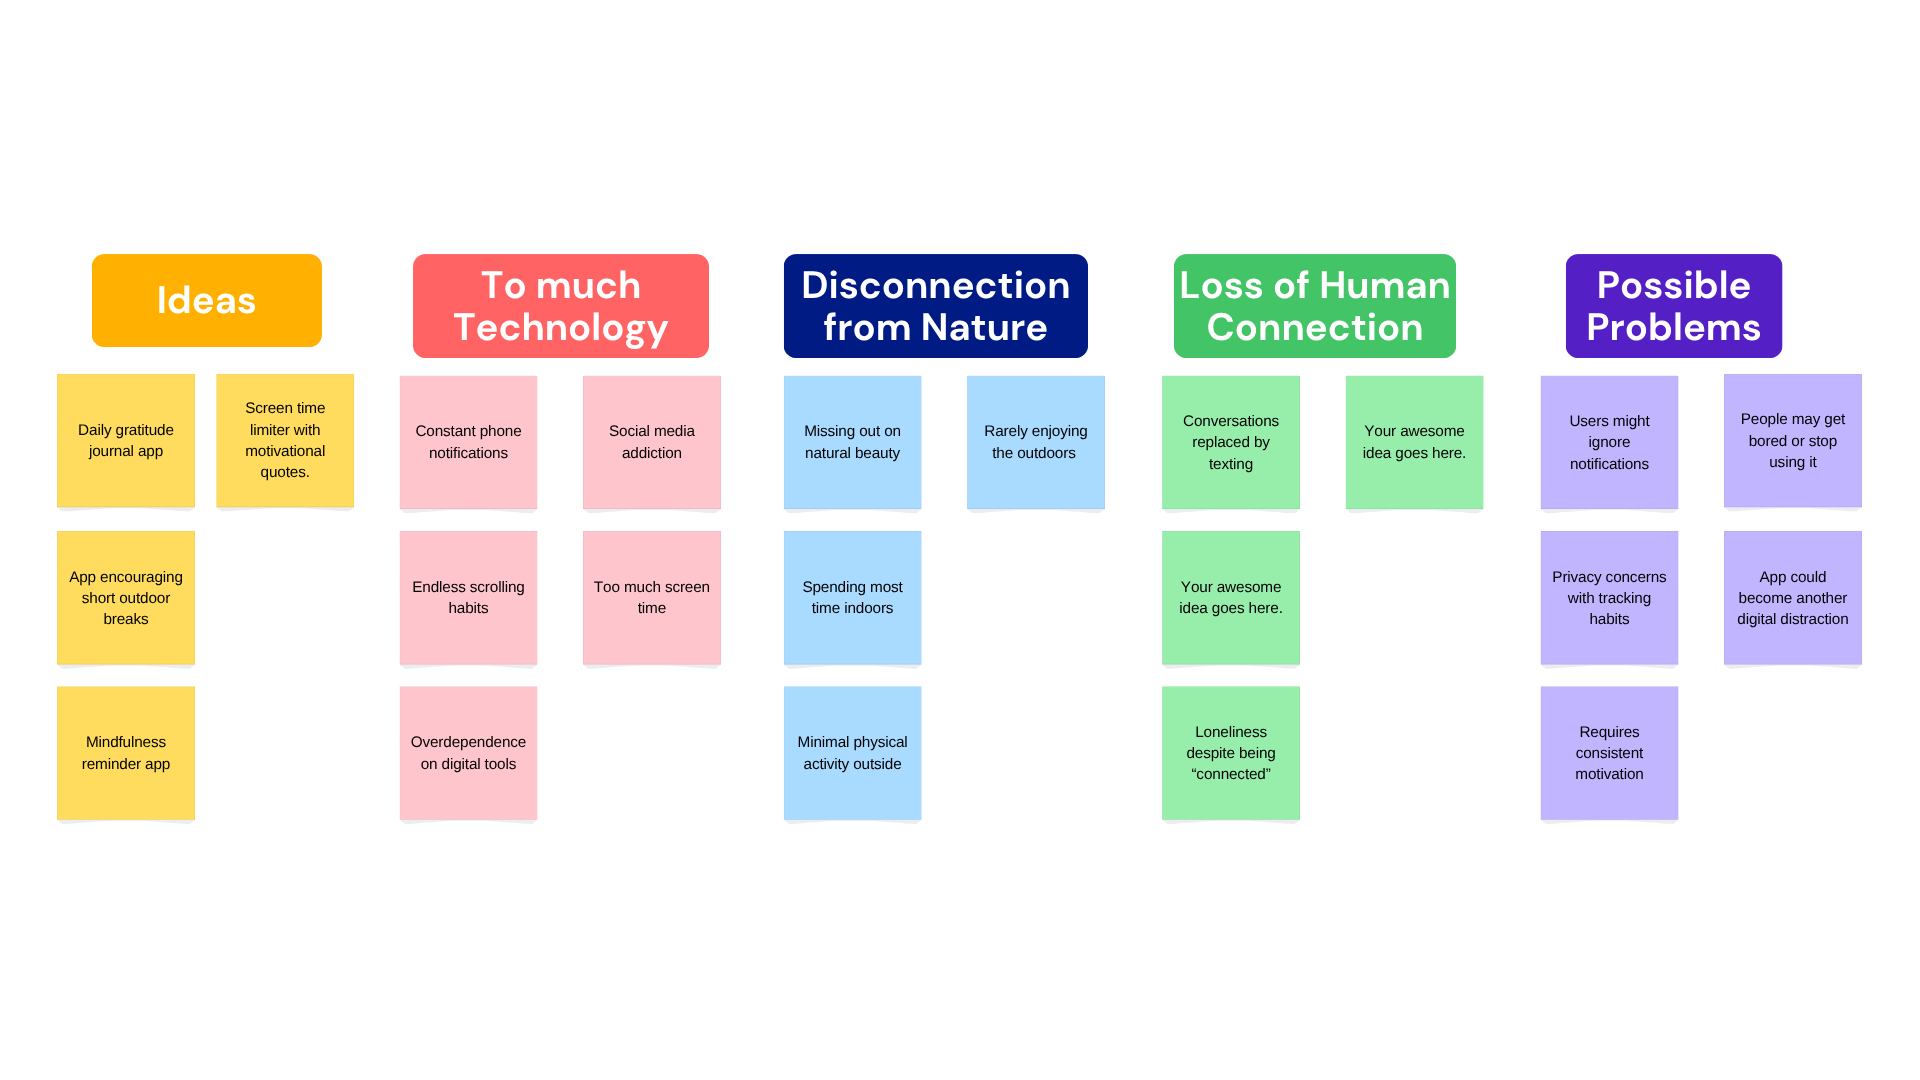 Ideas
Daily gratitude
journal app
Screen time
limiter with
motivational
quotes.
App encouraging
short outdoor
breaks
Mindfulness
reminder app
To much
Technology
Constant phone
notifications
Social media
addiction
Endless scrolling
habits
Too much screen
time
Overdependence
on digital tools
Disconnection
from Nature
Missing out on
natural beauty
Rarely enjoying
the outdoors
Spending most
time indoors
Minimal physical
activity outside
Loss of Human
Connection
Conversations
replaced by
texting
Your awesome
idea goes here.
Your awesome
idea goes here.
Loneliness
despite being
“connected”
Possible
Problems
Users might
ignore
notifications
People may get
bored or stop
using it
Privacy concerns
with tracking
habits
App could
become another
digital distraction
Requires
consistent
motivation